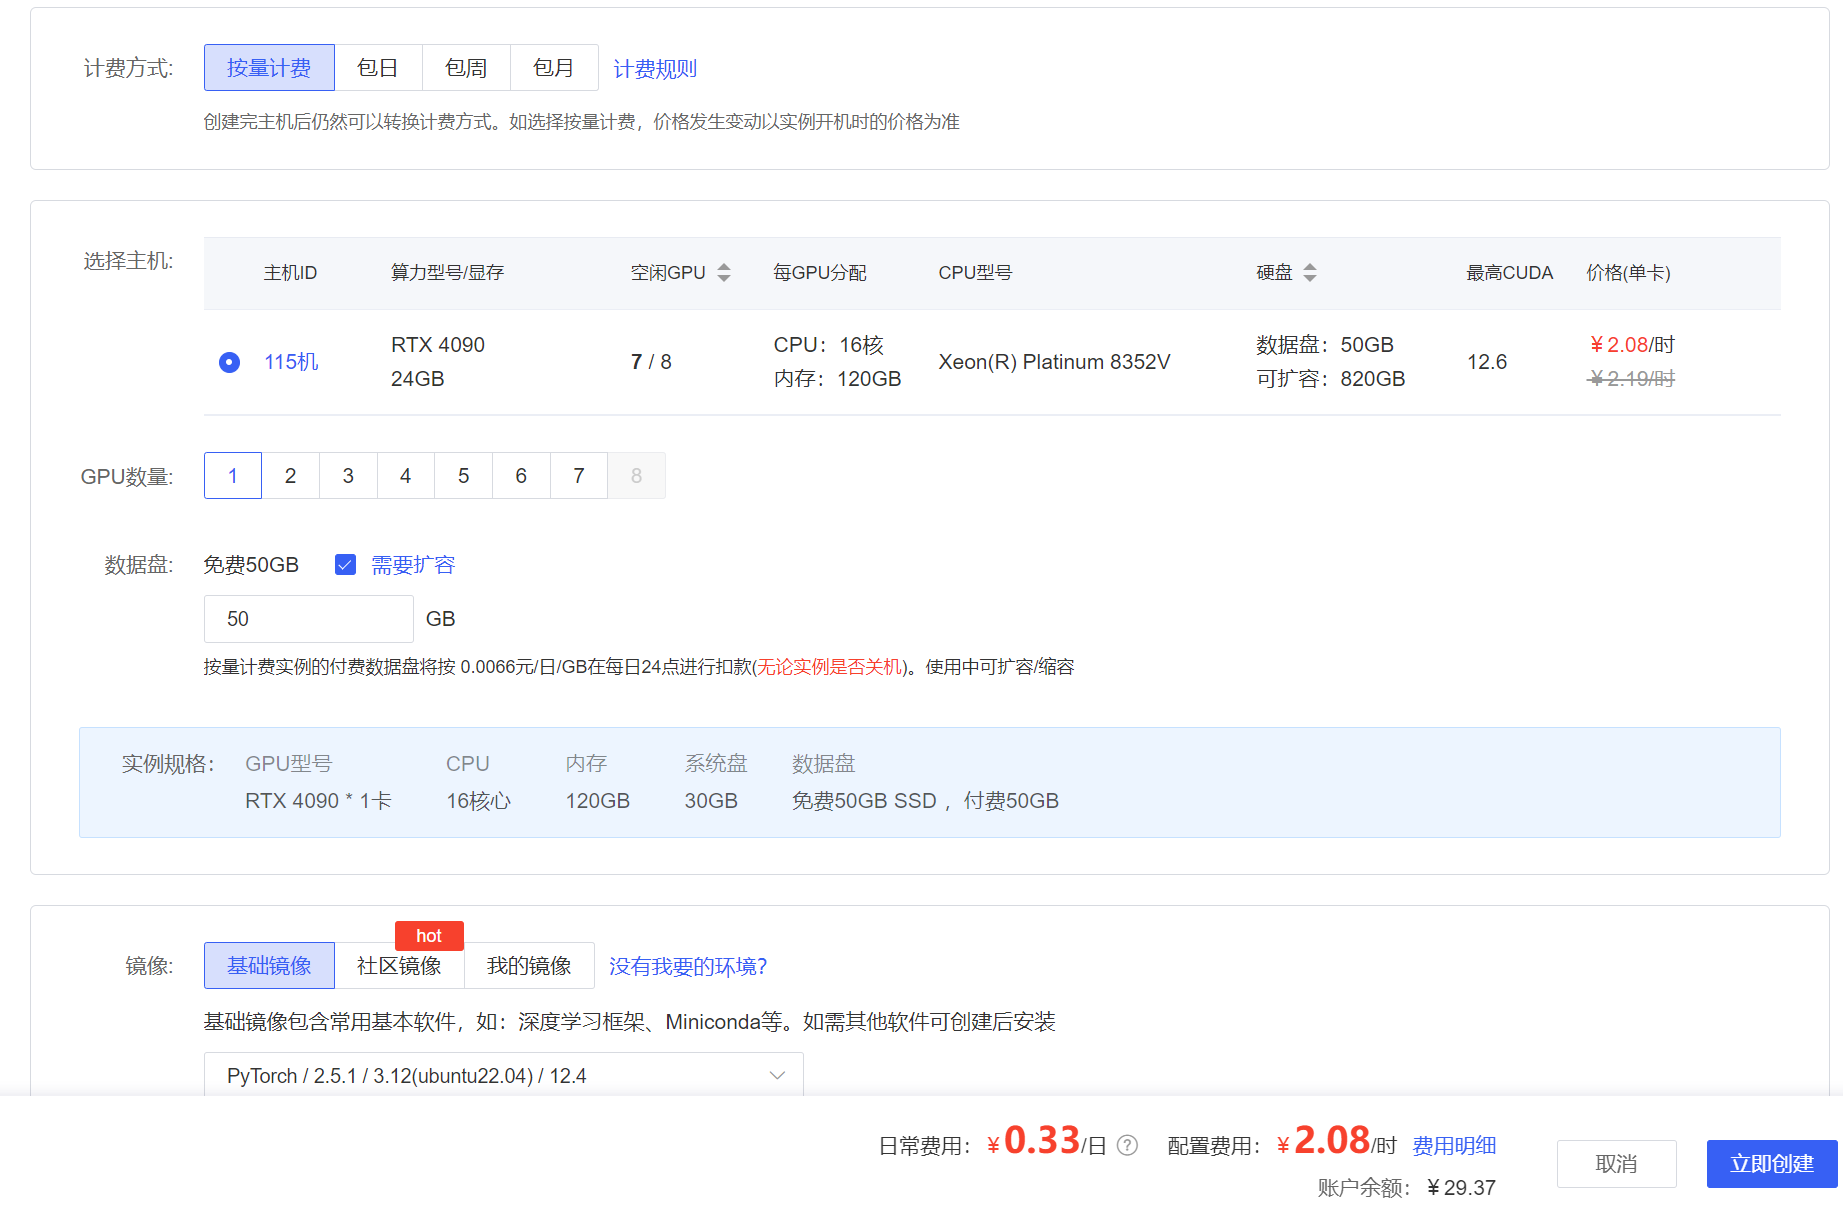 计费方式: 按量计费 包日 包周 包月 计费规则
创建完主机后仍然可以转换计费方式。如选择按量计费，价格发生变动以实例开机时的价格为准
选择主机: 主机ID 算力型号/显存 空闲GPU 每GPU分配 CPU型号 硬盘 最高CUDA 价格(单卡)
RTX 4090 CPU：16核 数据盘：50GB ￥2.08/时
115机 7 / 8 Xeon(R) Platinum 8352V 12.6
24GB 内存：120GB 可扩容：820GB ￥2.19/时
GPU数量: 1 2 3 4 5 6 7 8
数据盘: 免费50GB 需要扩容
50 GB
按量计费实例的付费数据盘将按 0.0066元/日/GB在每日24点进行扣款(无论实例是否关机)。使用中可扩容/缩容
实例规格： GPU型号 CPU 内存 系统盘 数据盘
RTX 4090 * 1卡 16核心 120GB 30GB 免费50GB SSD ，付费50GB
hot
镜像: 基础镜像 社区镜像 我的镜像 没有我要的环境？
基础镜像包含常用基本软件，如：深度学习框架、Miniconda等。如需其他软件可创建后安装
PyTorch / 2.5.1 / 3.12(ubuntu22.04) / 12.4
日常费用：￥0.33/日 ? 配置费用：￥2.08/时 费用明细
取消 立即创建
账户余额：￥29.37